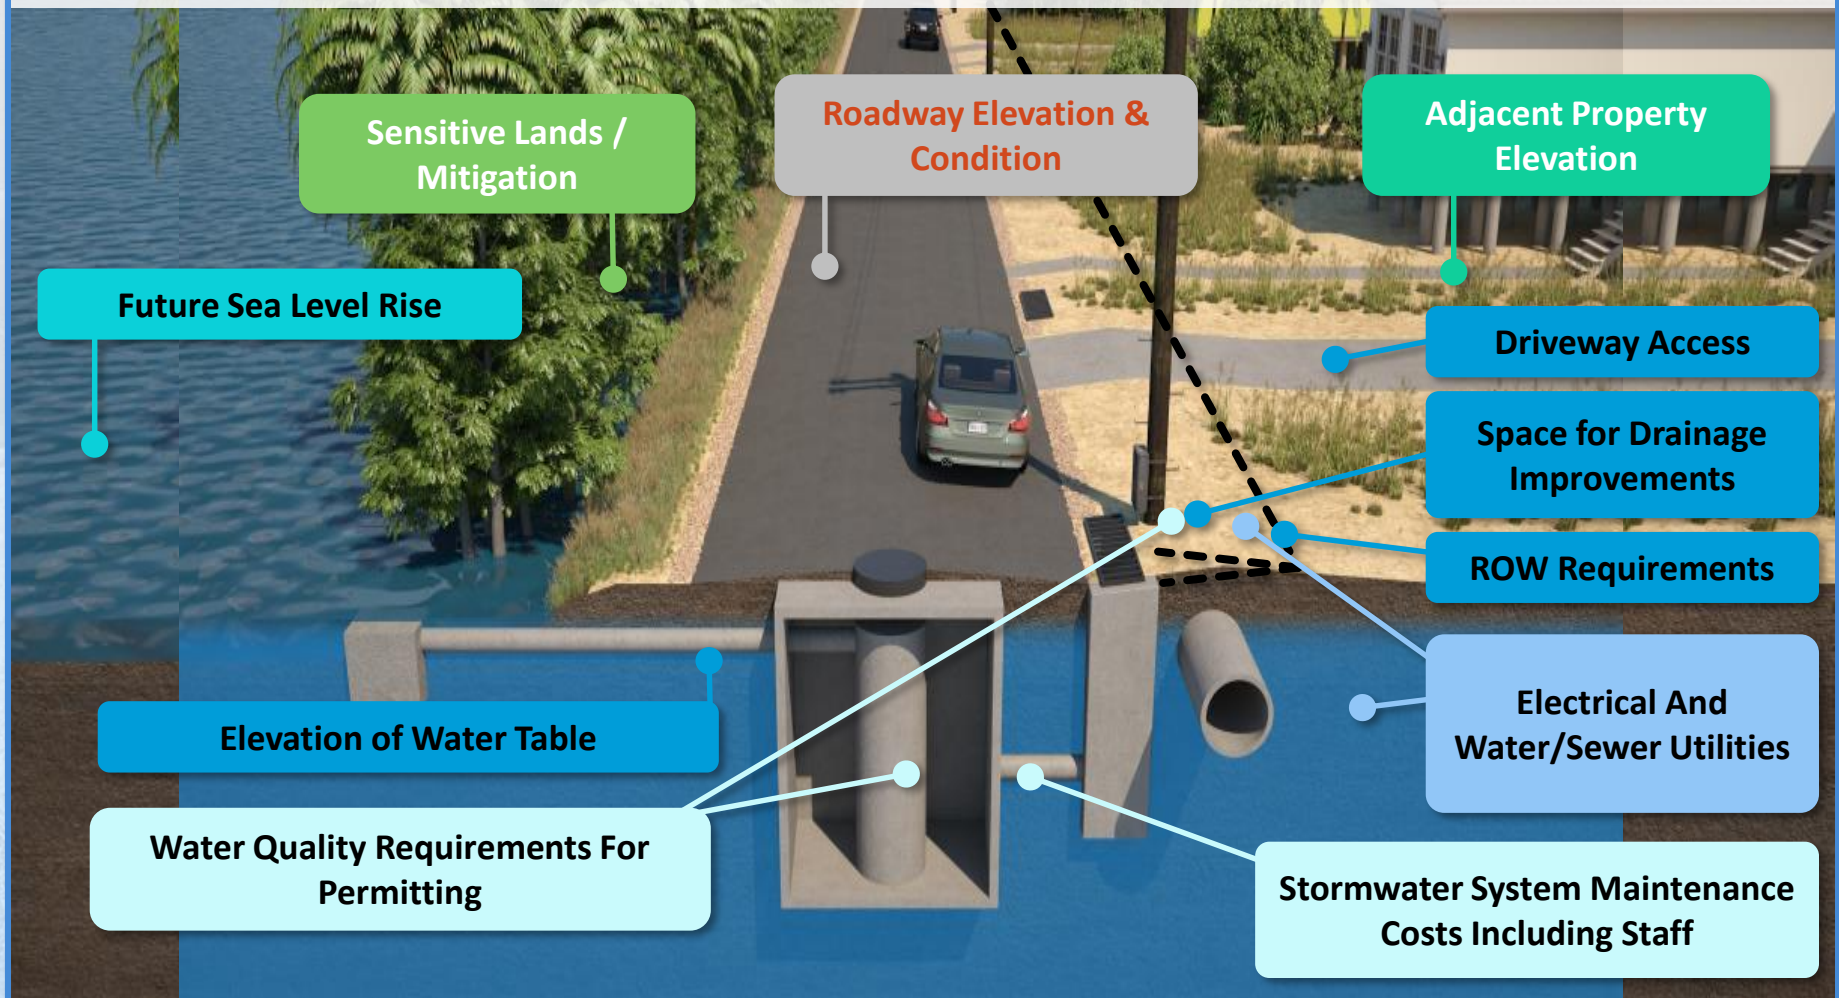 Sensitive Lands /
Mitigation
Roadway Elevation &
Condition
Adjacent Property
Elevation
Future Sea Level Rise
Driveway Access
Space for Drainage
Improvements
ROW Requirements
Elevation of Water Table
Electrical And
Water/Sewer Utilities
Water Quality Requirements For
Permitting
Stormwater System Maintenance
Costs Including Staff